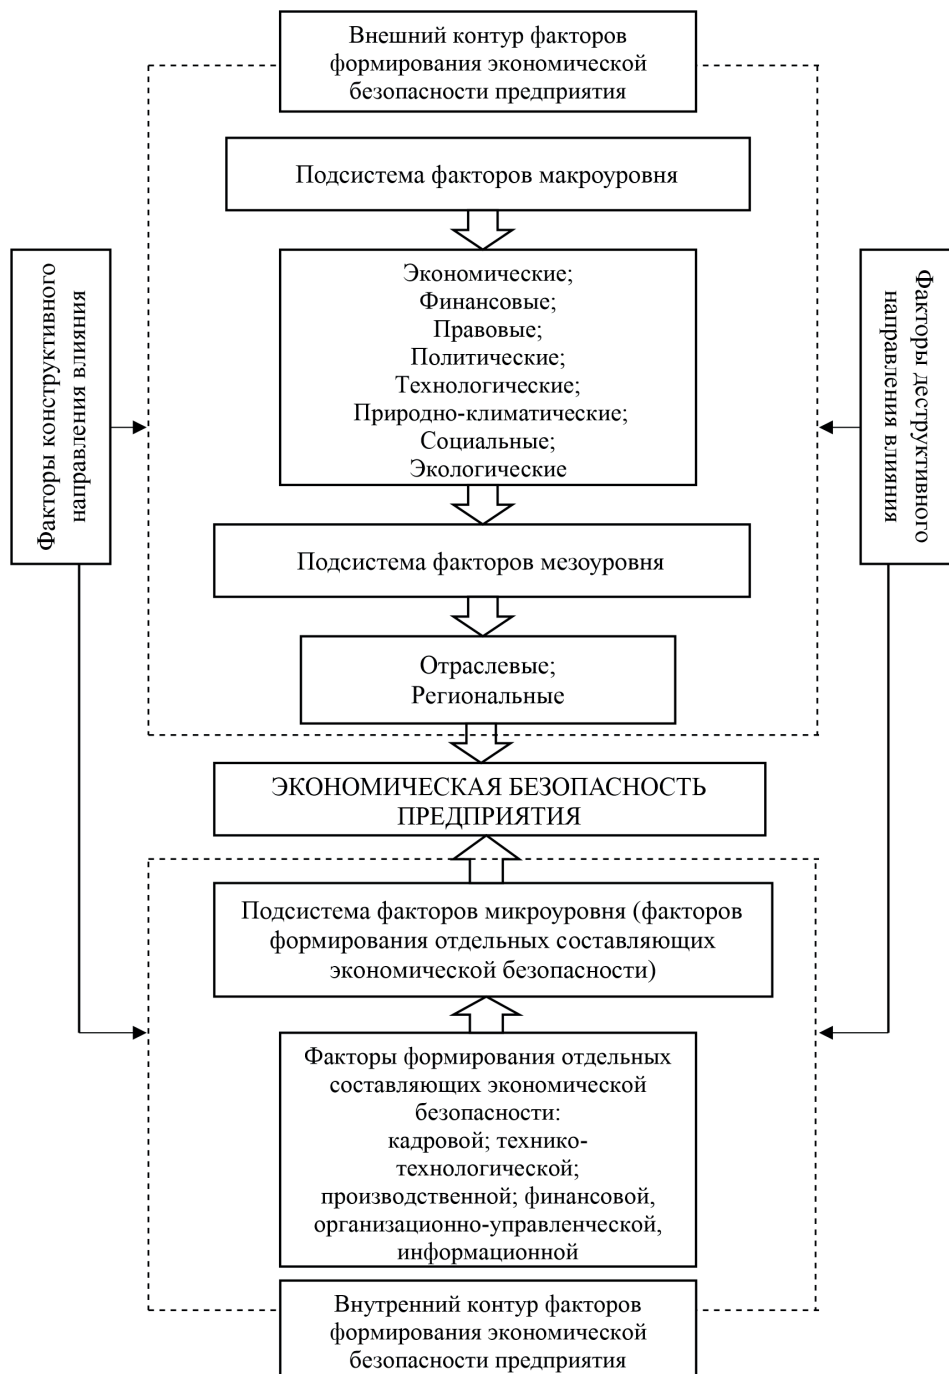 Внешний контур факторов
формирования экономической
безопасности предприятия
Подсистема факторов макроуровня
Экономические;
Финансовые;
Правовые;
Политические;
Технологические;
Природно-климатические;
Социальные;
Экологические
Факторы конструктивного
направления влияния
Факторы деструктивного
направления влияния
Подсистема факторов мезоуровня
Отраслевые;
Региональные
ЭКОНОМИЧЕСКАЯ БЕЗОПАСНОСТЬ
ПРЕДПРИЯТИЯ
Подсистема факторов микроуровня (факторов
формирования отдельных составляющих
экономической безопасности)
Факторы формирования отдельных
составляющих экономической
безопасности:
кадровой; технико-
технологической;
производственной; финансовой,
организационно-управленческой,
информационной
Внутренний контур факторов
формирования экономической
безопасности предприятия